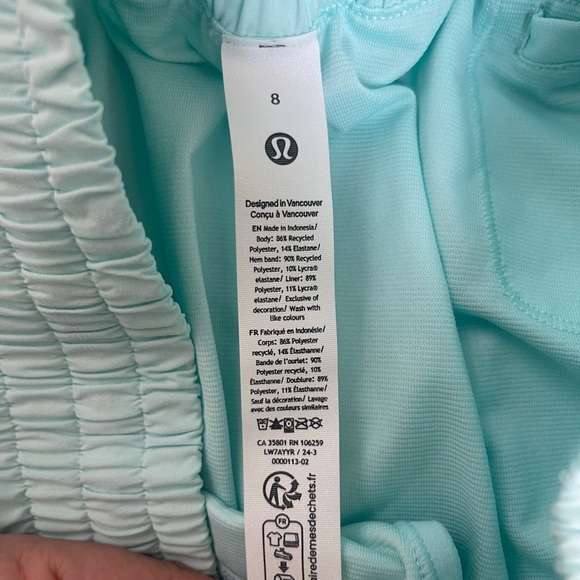 8
Designed in Vancouver
Conçu à Vancouver
EN Made in Indonesia/
Body: 86% Recycled
Polyester, 14% Elastane/
Hem band: 90% Recycled
Polyester, 10% Lycra®
elastane/ Liner: 89%
Polyester, 11% Lycra®
elastane/ Exclusive of
decoration/ Wash with
like colours
FR Fabriqué en Indonésie/
Corps: 86% Polyester
recyclé, 14% Élasthanne/
Bande de l'ourlet: 90%
Polyester recyclé, 10%
Élasthanne/ Doublure: 89%
Polyester, 11% Élasthanne/
Sauf la décoration/ Lavage
avec des couleurs similaires
CA 35801 RN 106259
LW7AYYR / 24-3
0000113-02
FR
airedemesdechets.fr